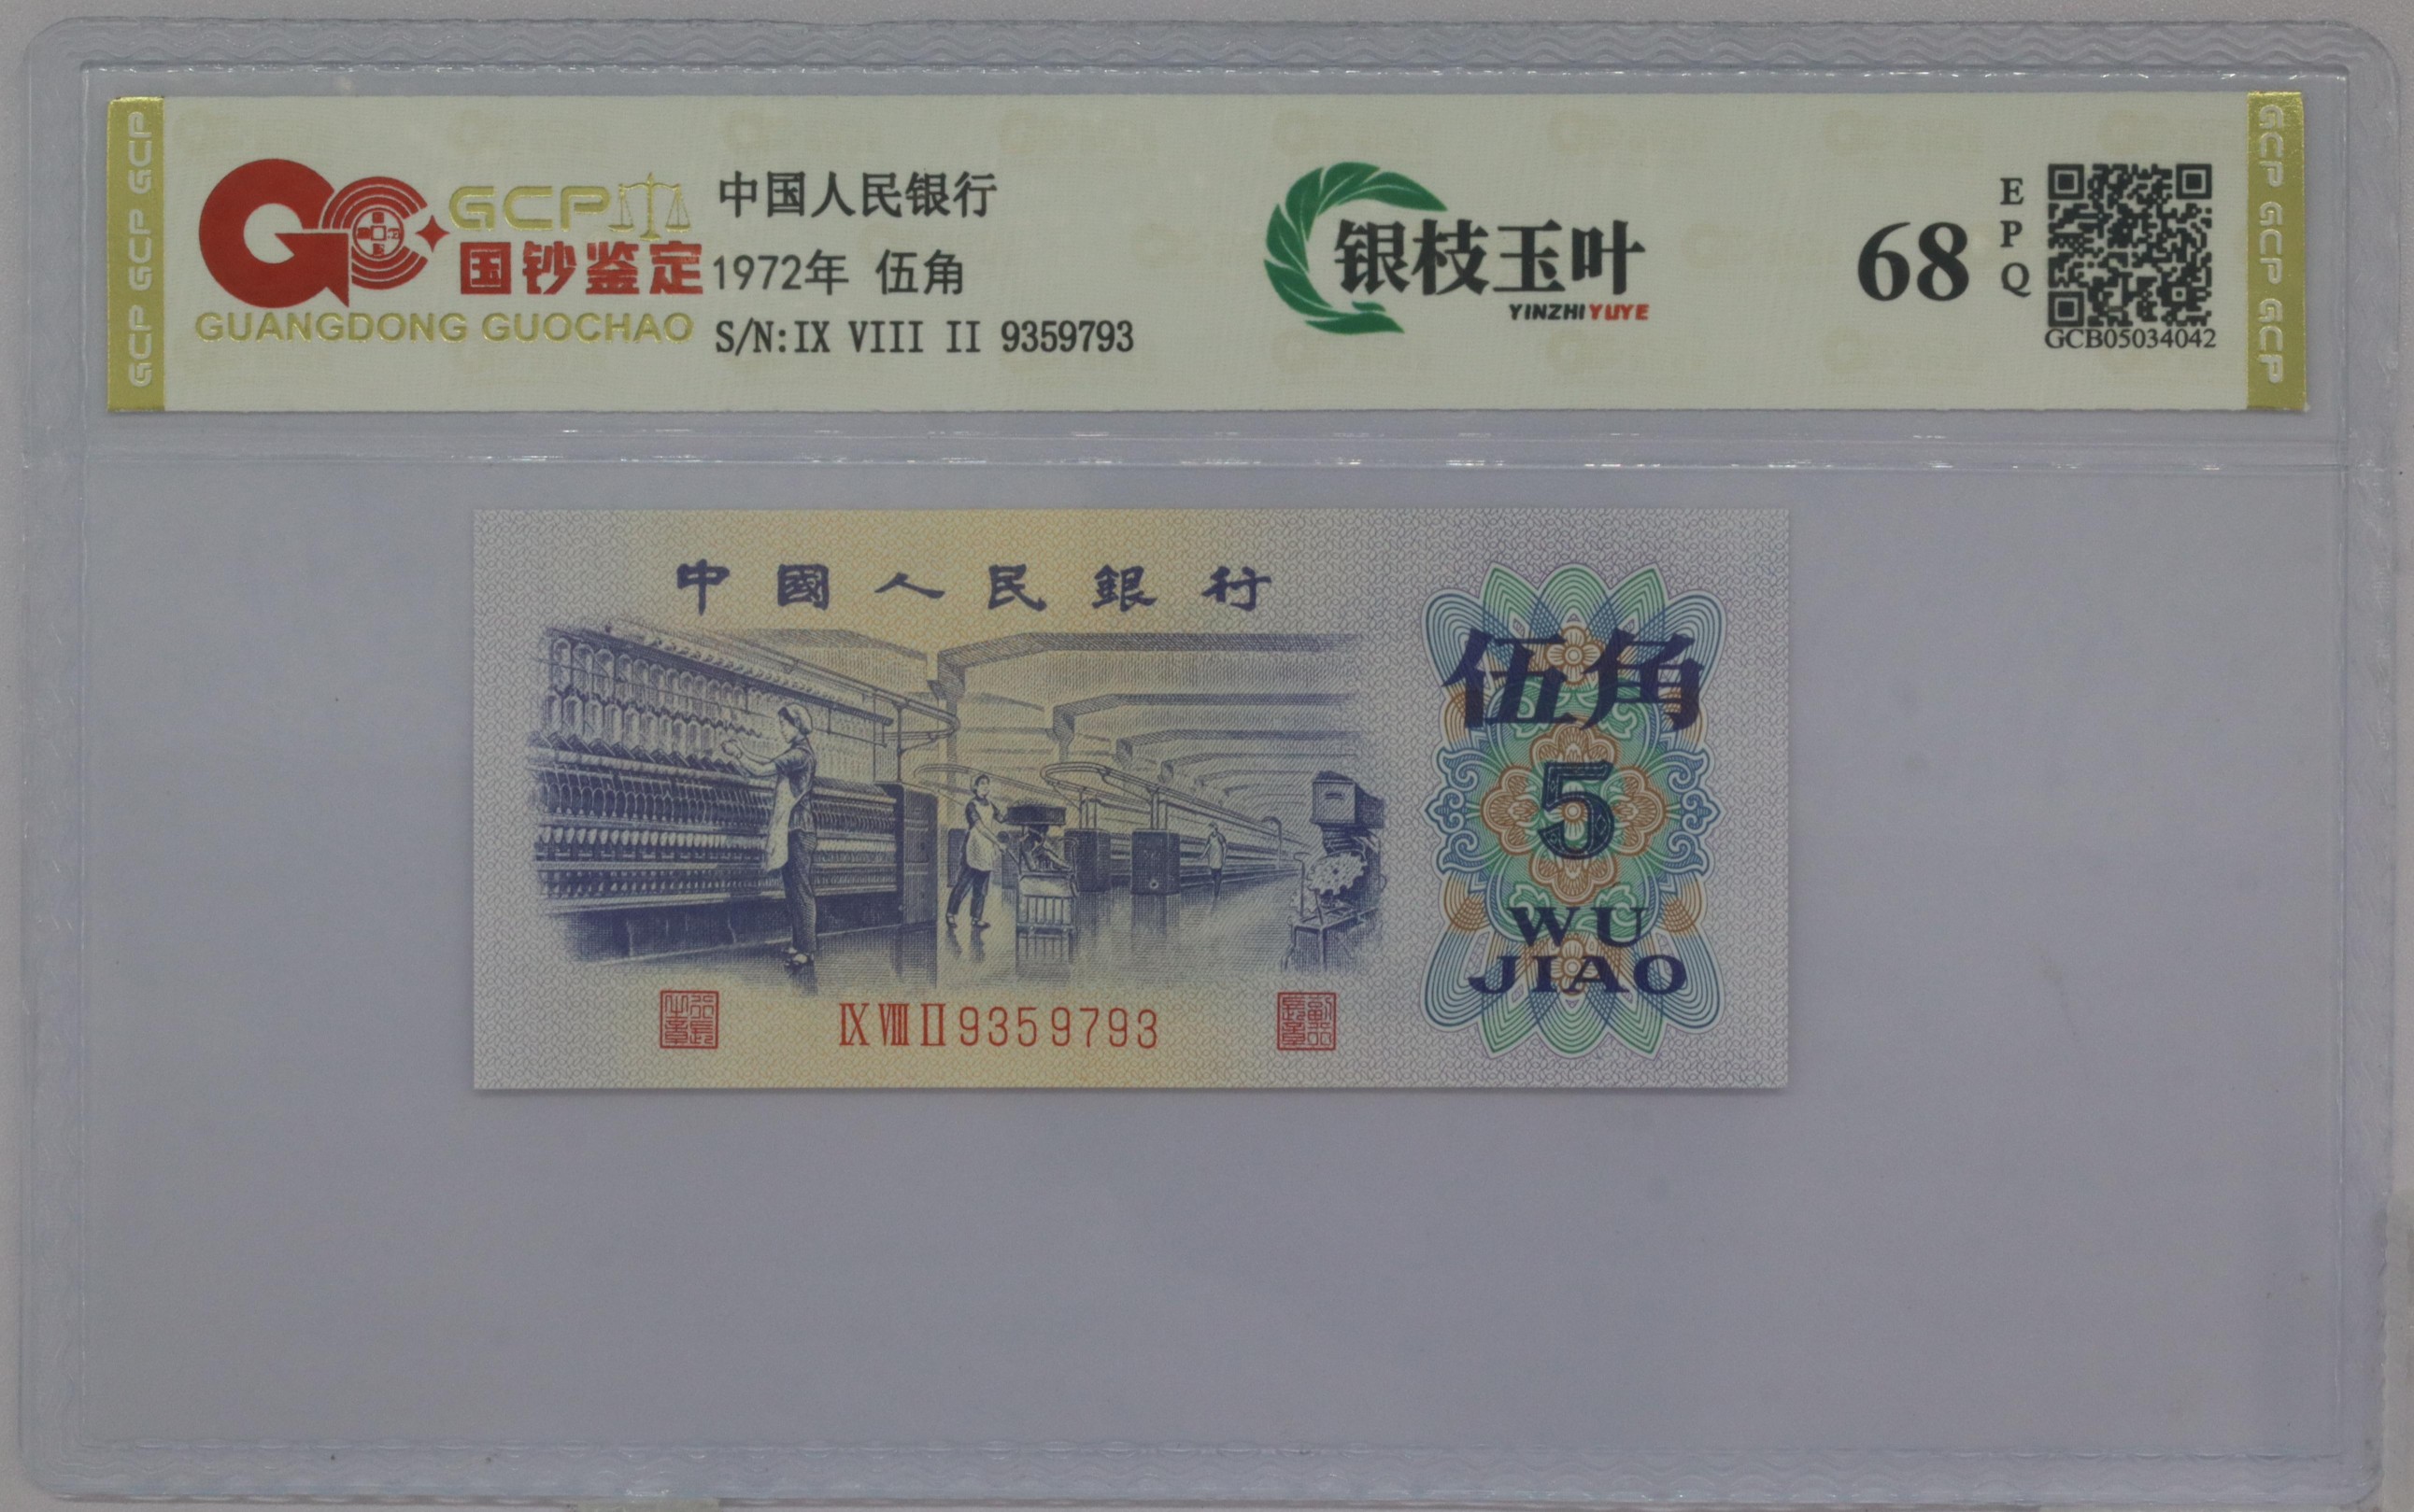 GCP GCP GCP
GCP
国钞鉴定
GUANGDONG GUOCHAO
中国人民银行
1972年 伍角
S/N:IX VIII II 9359793
银枝玉叶
YINZHIYUYE
68
EPQ
GCB05034042
GCP GCP GCP
中國人民銀行
伍角
5
WU
JIAO
IX VIII II 9359793